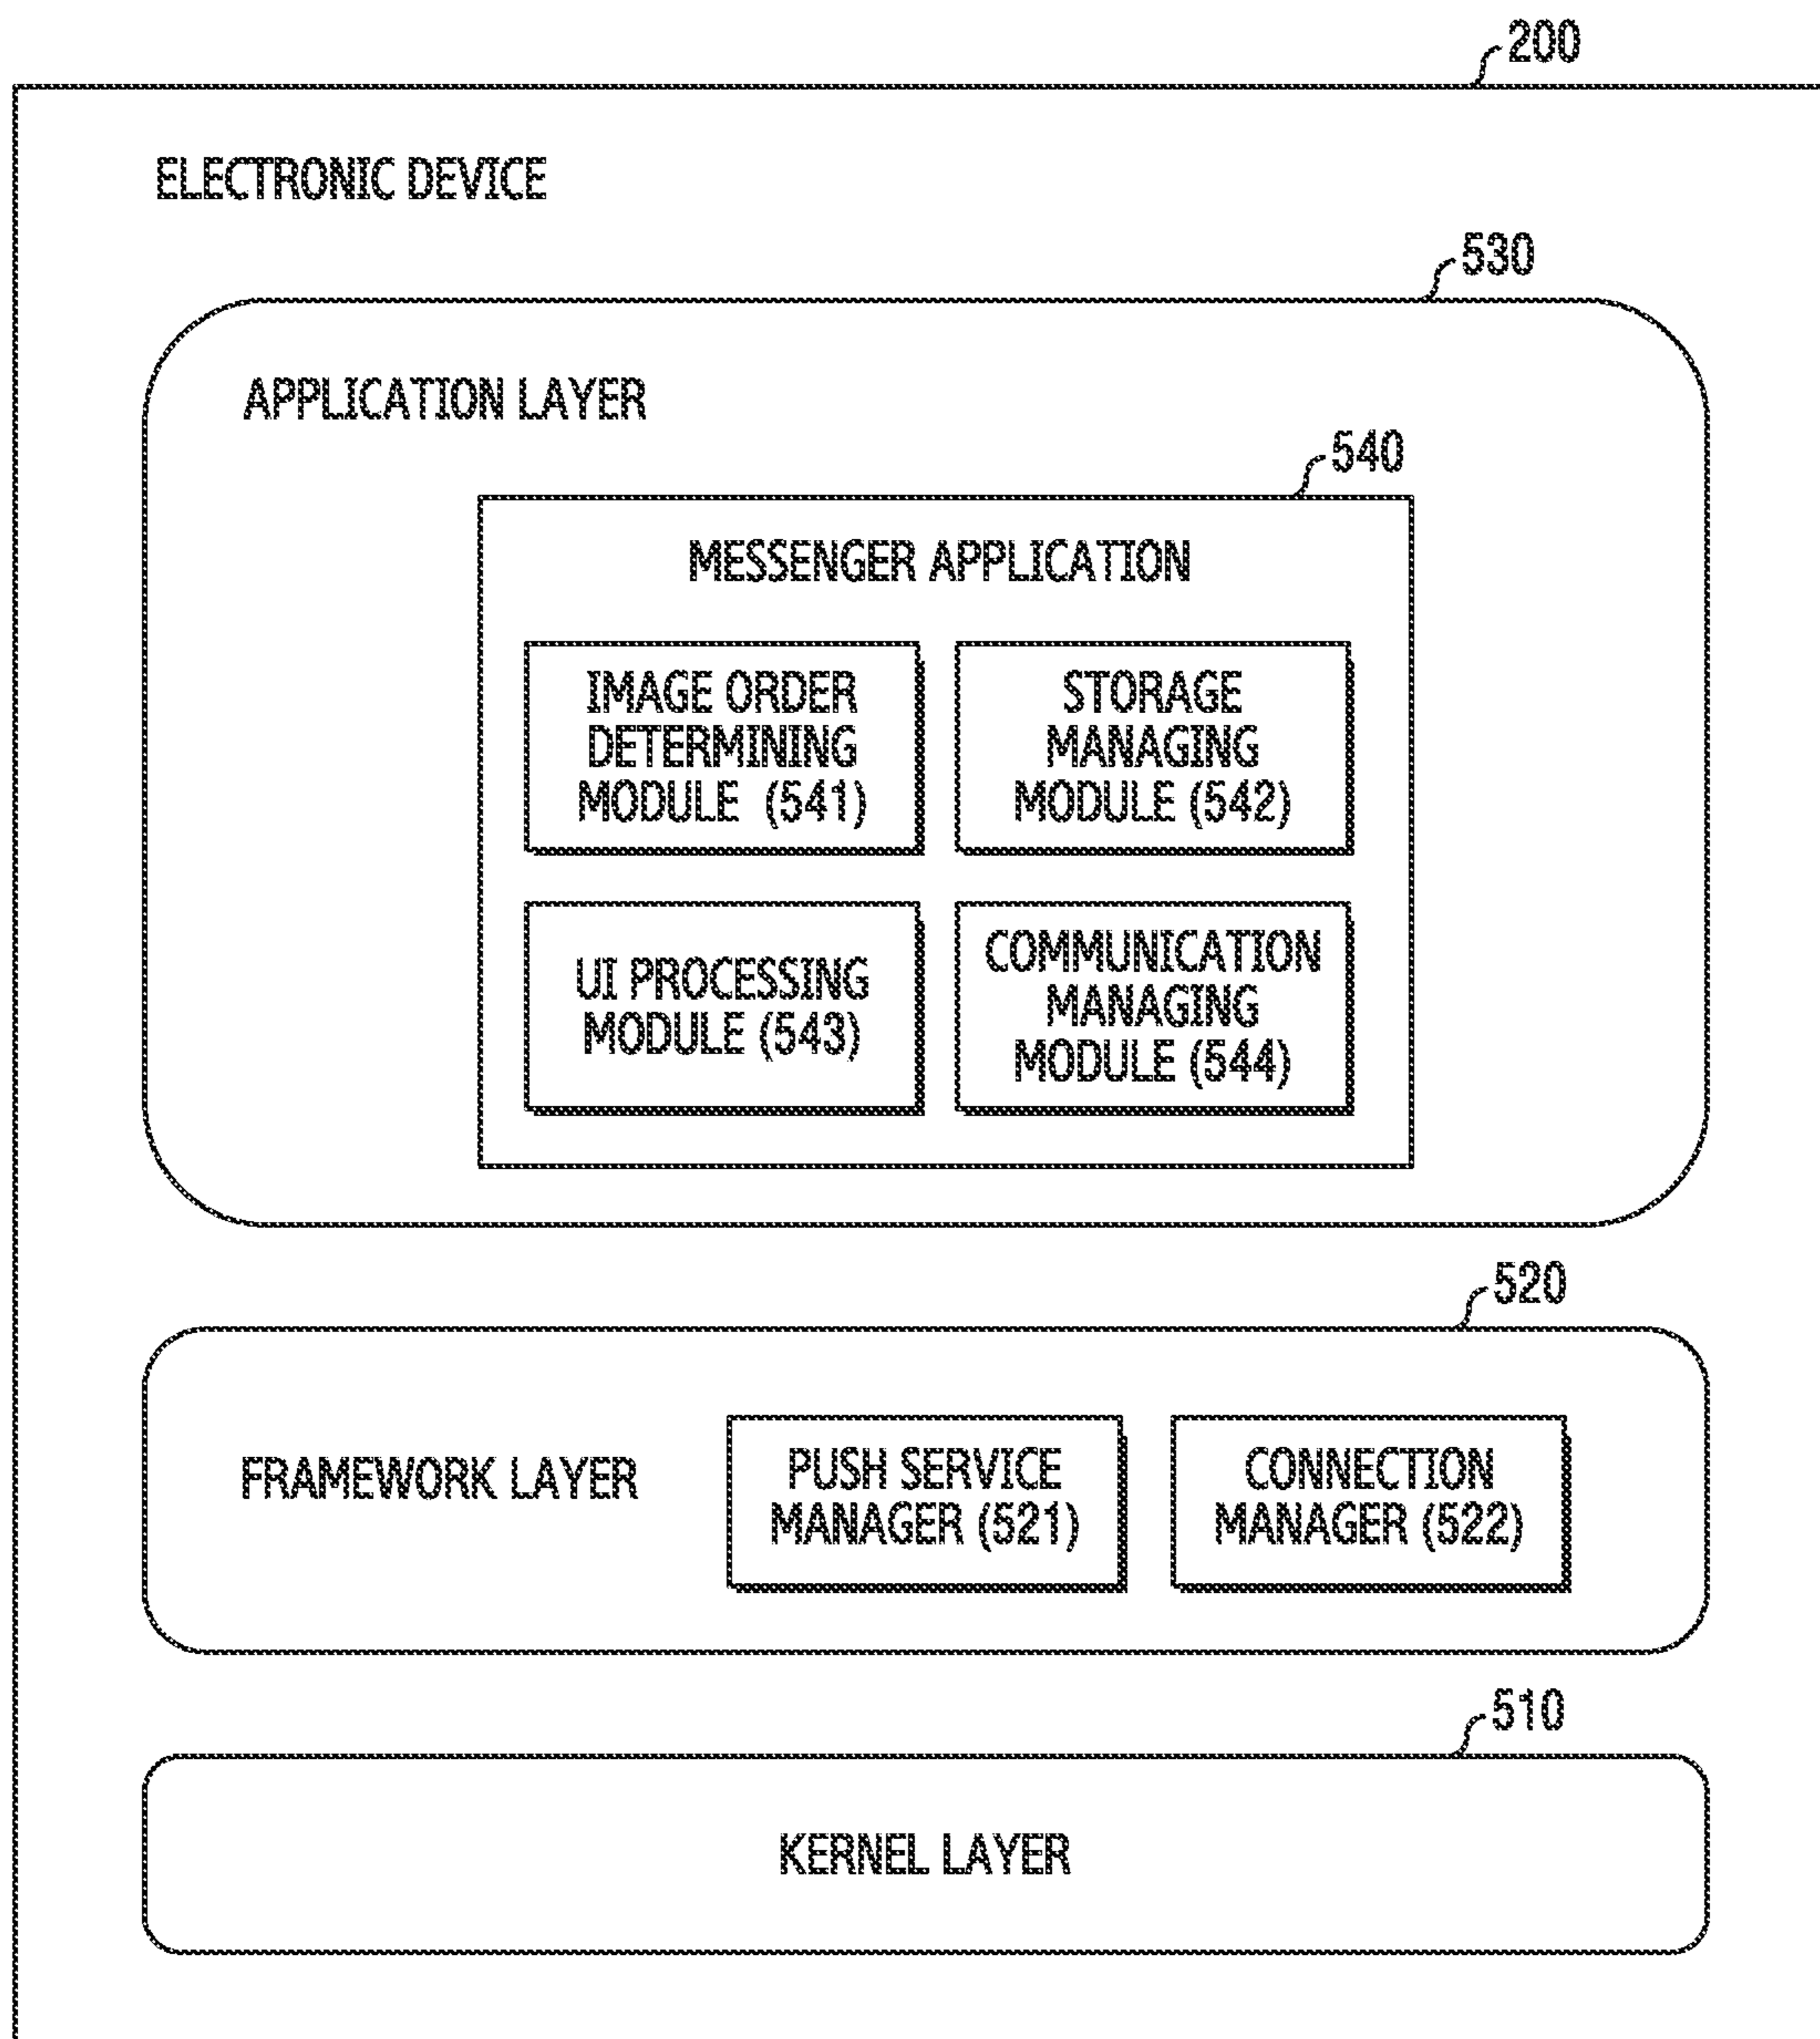 200
ELECTRONIC DEVICE
530
APPLICATION LAYER
540
MESSENGER APPLICATION
IMAGE ORDER
DETERMINING
MODULE (541)
STORAGE
MANAGING
MODULE (542)
UI PROCESSING
MODULE (543)
COMMUNICATION
MANAGING
MODULE (544)
520
FRAMEWORK LAYER
PUSH SERVICE
MANAGER (521)
CONNECTION
MANAGER (522)
510
KERNEL LAYER